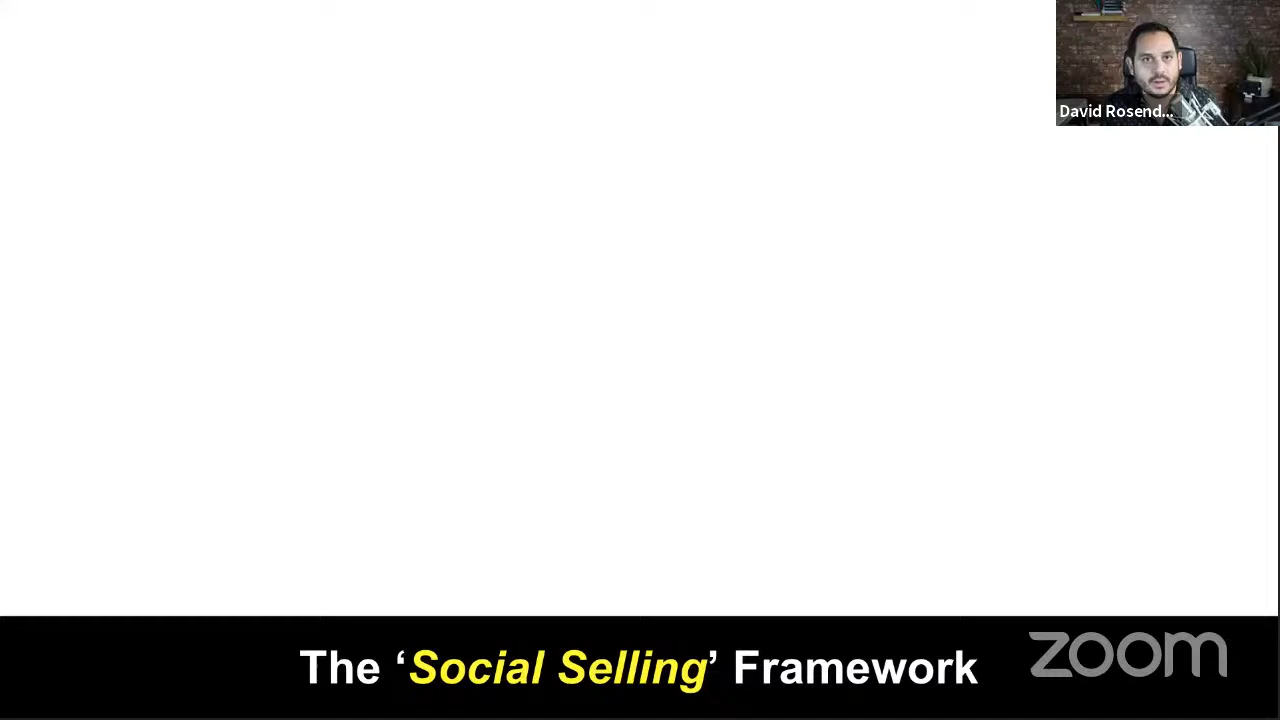 David Rosend...
The ‘Social Selling’ Framework
zoom